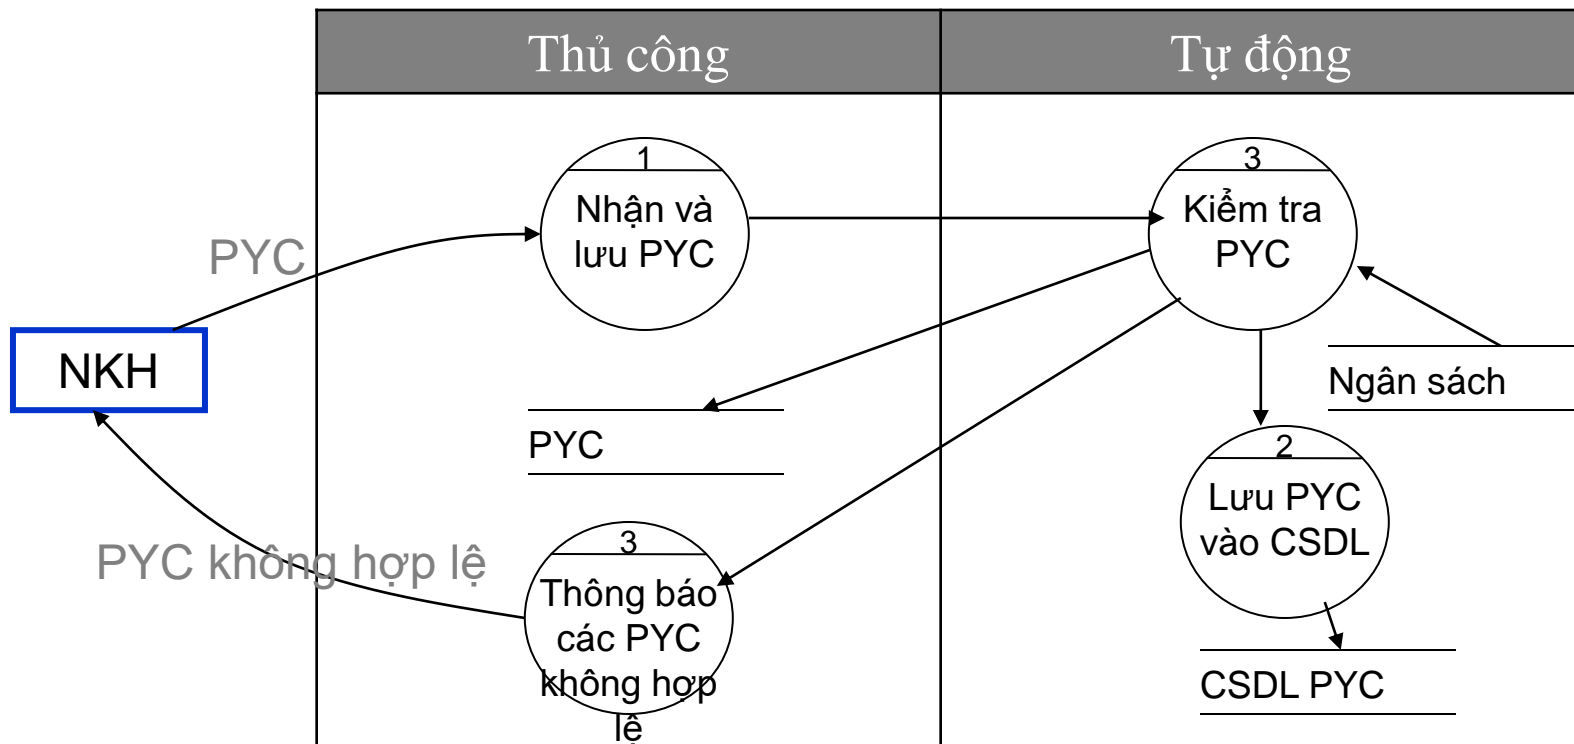 Thủ công
Tự động
1
Nhận và
lưu PYC
3
Kiểm tra
PYC
PYC
NKH
Ngân sách
PYC
2
Lưu PYC
vào CSDL
PYC không hợp lệ
3
Thông báo
các PYC
không hợp
lệ
CSDL PYC